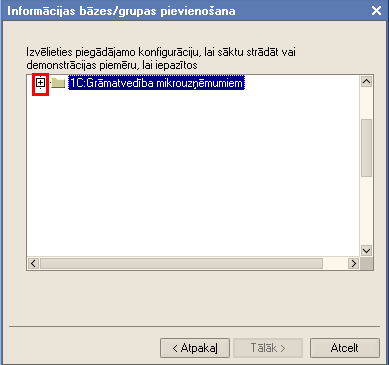 Informācijas bāzes/grupas pievienošana
Izvēlieties piegādājamo konfigurāciju, lai sāktu strādāt vai
demonstrācijas piemēru, lai iepazītos
1C:Grāmatvedība mikrouzņēmumiem
< Atpakaļ Tālāk > Atcelt